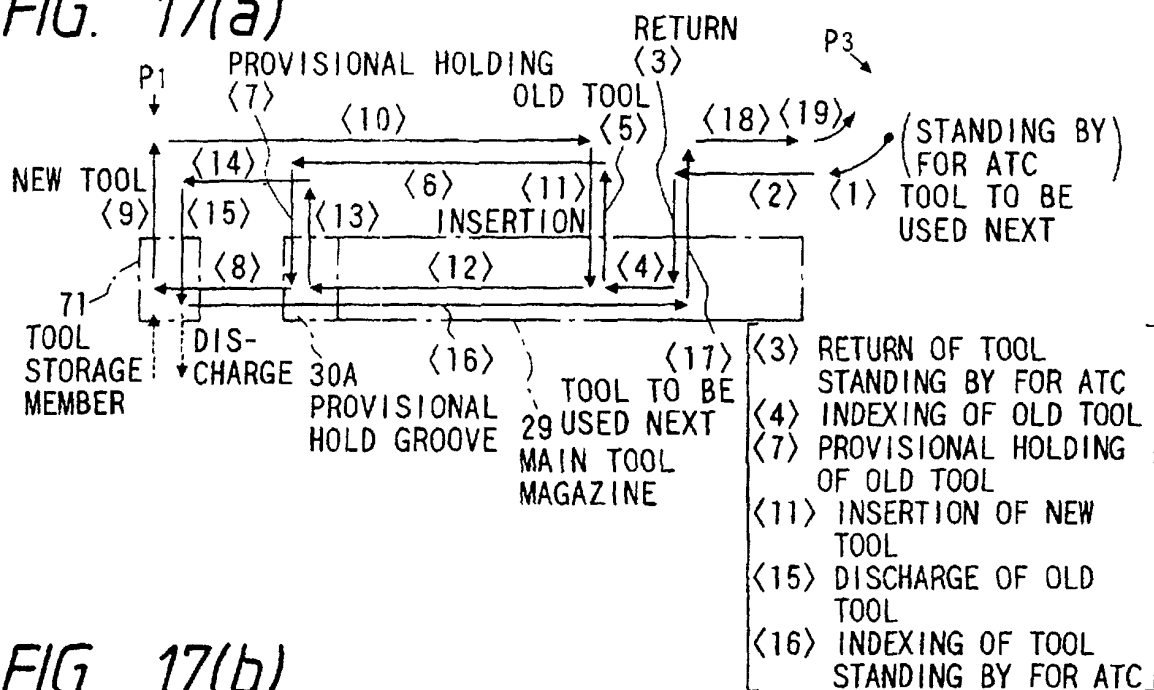 FIG. 17(a)
RETURN
〈3〉
P3
P1
PROVISIONAL HOLDING
〈7〉
OLD TOOL
〈5〉
〈10〉
〈18〉
〈19〉
(STANDING BY
FOR ATC)
TOOL TO BE
USED NEXT
〈14〉
〈6〉
〈11〉
INSERTION
〈2〉
〈1〉
NEW TOOL
〈9〉
〈15〉
〈13〉
〈8〉
〈12〉
〈4〉
71
TOOL
STORAGE
MEMBER
DIS-
CHARGE
30A
PROVISIONAL
HOLD GROOVE
〈16〉
〈17〉
TOOL TO BE
USED NEXT
29
MAIN TOOL
MAGAZINE
〈3〉 RETURN OF TOOL
STANDING BY FOR ATC
〈4〉 INDEXING OF OLD TOOL
〈7〉 PROVISIONAL HOLDING
OF OLD TOOL
〈11〉 INSERTION OF NEW
TOOL
〈15〉 DISCHARGE OF OLD
TOOL
〈16〉 INDEXING OF TOOL
STANDING BY FOR ATC
FIG. 17(b)